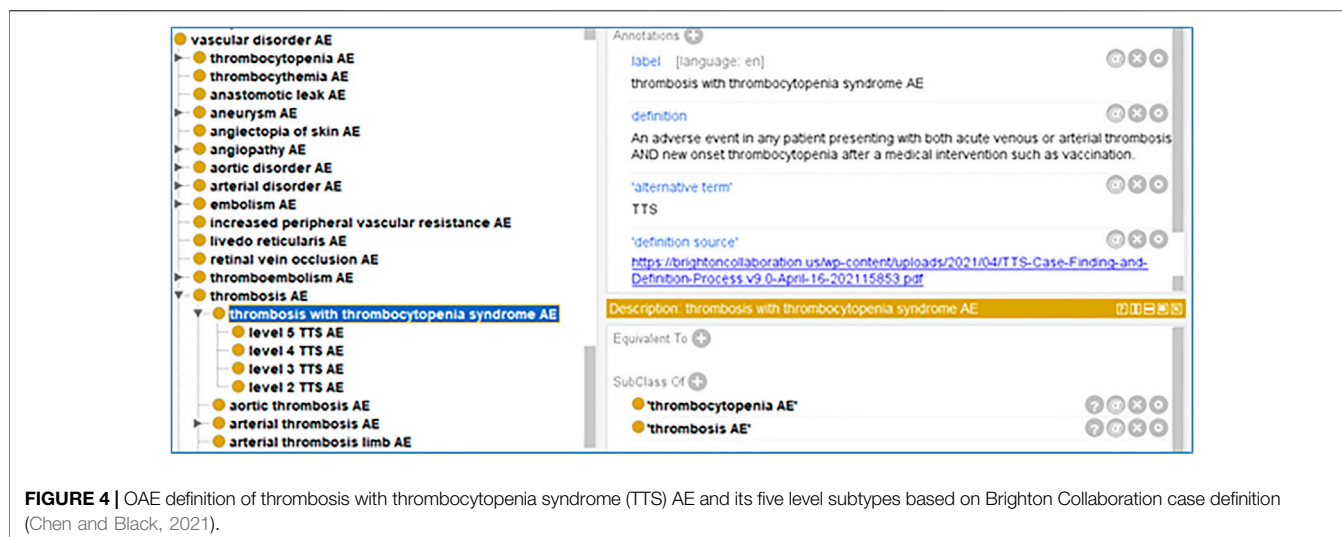 vascular disorder AE
thrombocytopenia AE
thrombocythemia AE
anastomotic leak AE
aneurysm AE
angiectopia of skin AE
angiopathy AE
aortic disorder AE
arterial disorder AE
embolism AE
increased peripheral vascular resistance AE
livedo reticularis AE
retinal vein occlusion AE
thromboembolism AE
thrombosis AE
thrombosis with thrombocytopenia syndrome AE
level 5 TTS AE
level 4 TTS AE
level 3 TTS AE
level 2 TTS AE
aortic thrombosis AE
arterial thrombosis AE
arterial thrombosis limb AE
Annotations
label [language: en]
thrombosis with thrombocytopenia syndrome AE
definition
An adverse event in any patient presenting with both acute venous or arterial thrombosis
AND new onset thrombocytopenia after a medical intervention such as vaccination.
'alternative term'
TTS
'definition source'
https://brightoncollaboration.us/wp-content/uploads/2021/04/TTS-Case-Finding-and-
Definition-Process_v9.0-April-16-202115853.pdf
Description: thrombosis with thrombocytopenia syndrome AE
Equivalent To
SubClass Of
'thrombocytopenia AE'
'thrombosis AE'
FIGURE 4 | OAE definition of thrombosis with thrombocytopenia syndrome (TTS) AE and its five level subtypes based on Brighton Collaboration case definition
(Chen and Black, 2021).